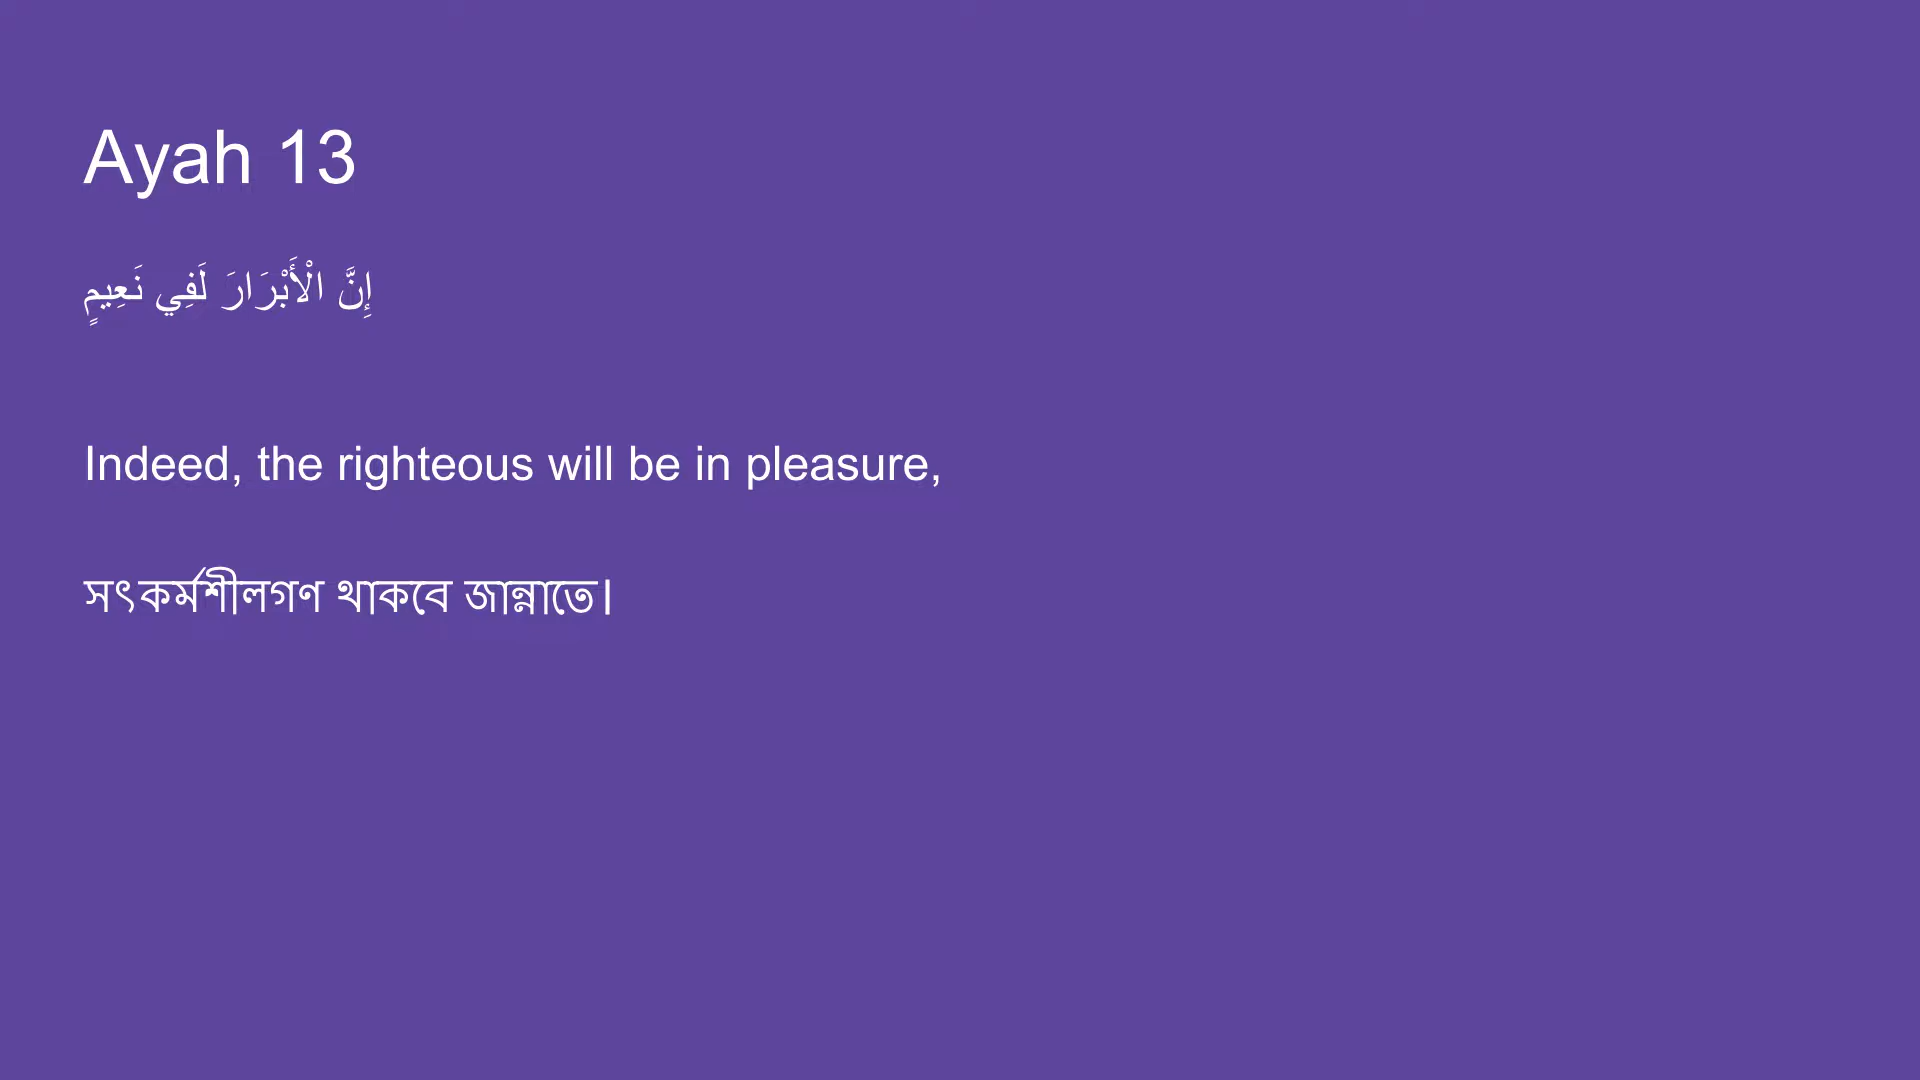 Ayah 13
إِنَّ الْأَبْرَارَ لَفِي نَعِيمٍ
Indeed, the righteous will be in pleasure,
সৎকর্মশীলগণ থাকবে জান্নাতে।